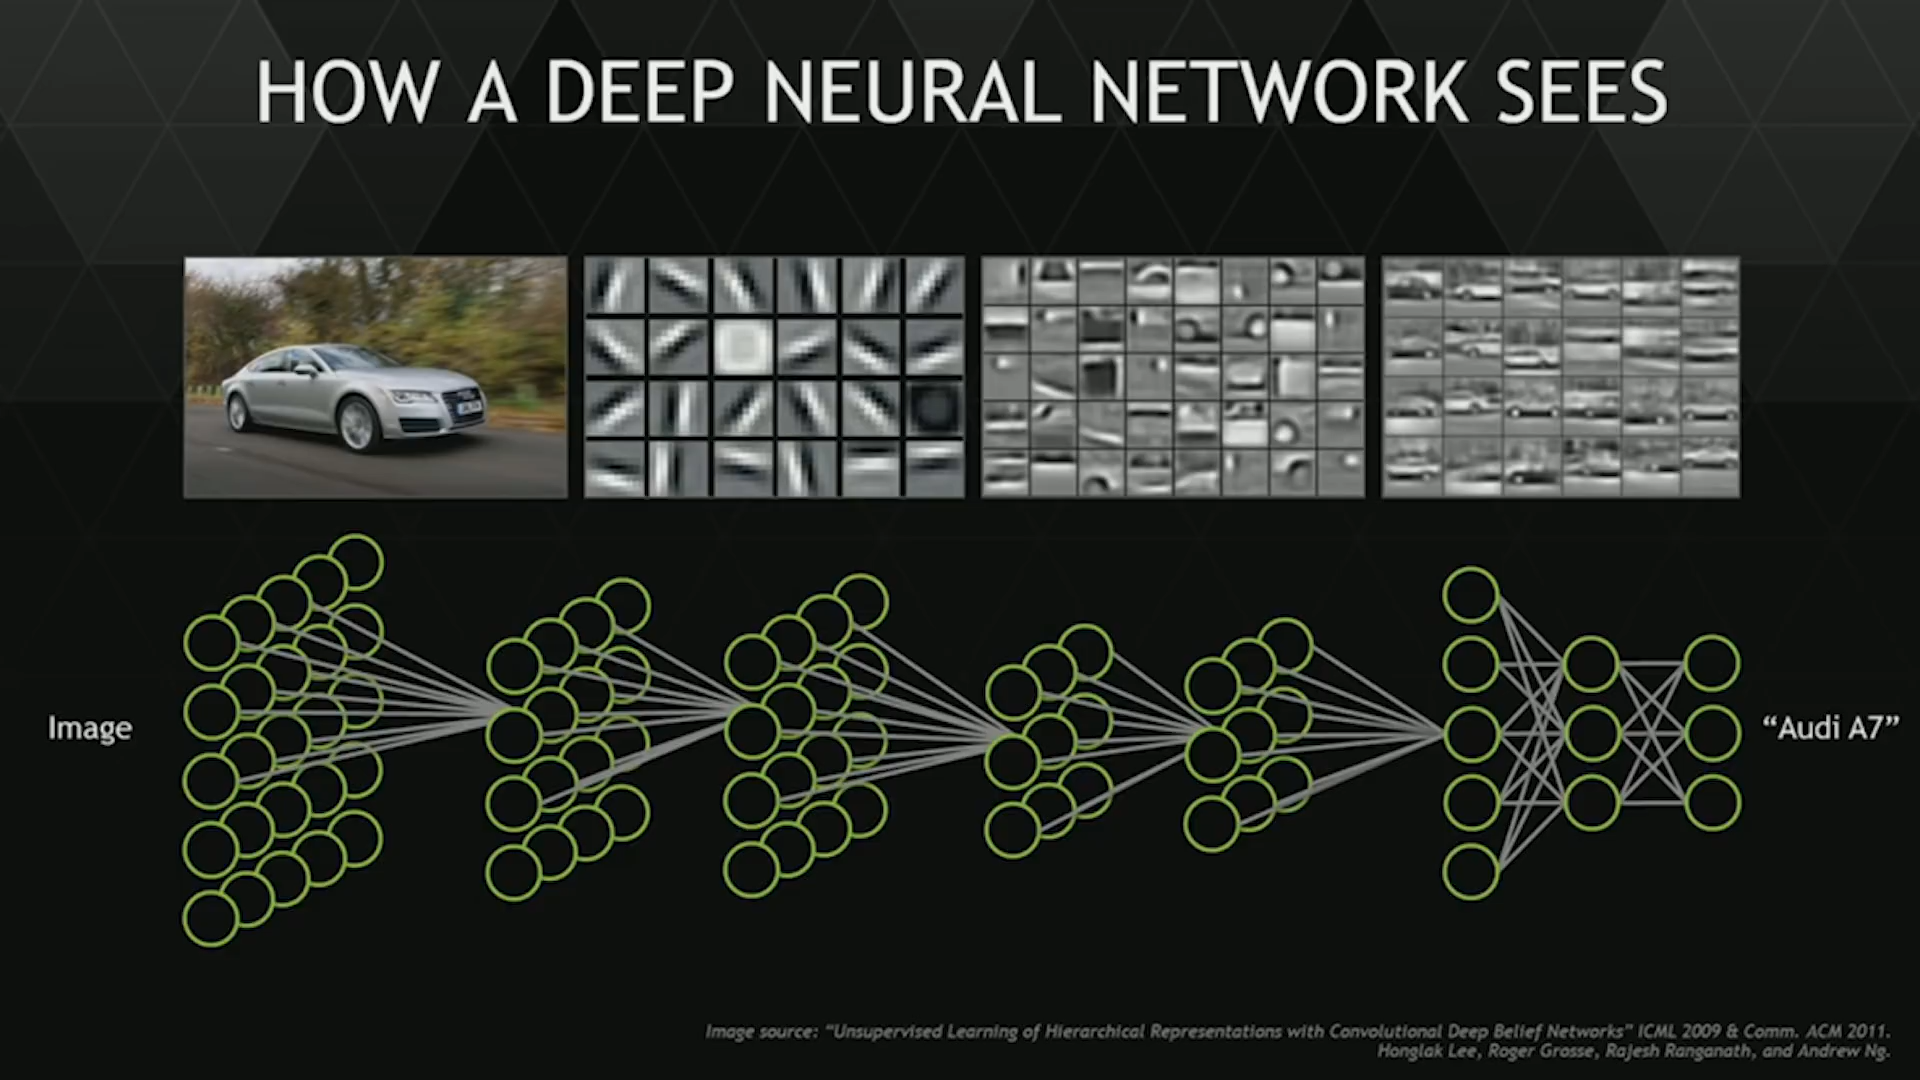 HOW A DEEP NEURAL NETWORK SEES
Image
“Audi A7”
Image source: “Unsupervised Learning of Hierarchical Representations with Convolutional Deep Belief Networks” ICML 2009 & Comm. ACM 2011.
Honglak Lee, Roger Grosse, Rajesh Ranganath, and Andrew Ng.